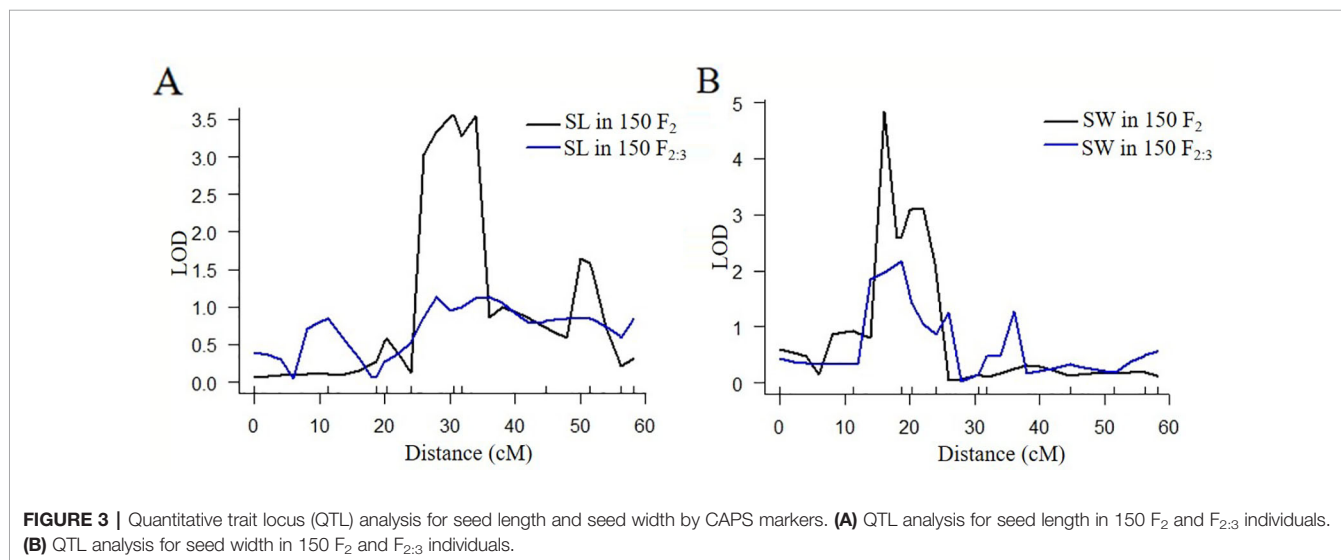 A
3.5
3.0
2.5
2.0
1.5
1.0
0.5
0.0
LOD
SL in 150 F2
SL in 150 F2:3
0 10 20 30 40 50 60
Distance (cM)
B
5
4
3
2
1
0
LOD
SW in 150 F2
SW in 150 F2:3
0 10 20 30 40 50 60
Distance (cM)
FIGURE 3 | Quantitative trait locus (QTL) analysis for seed length and seed width by CAPS markers. (A) QTL analysis for seed length in 150 F2 and F2:3 individuals.
(B) QTL analysis for seed width in 150 F2 and F2:3 individuals.